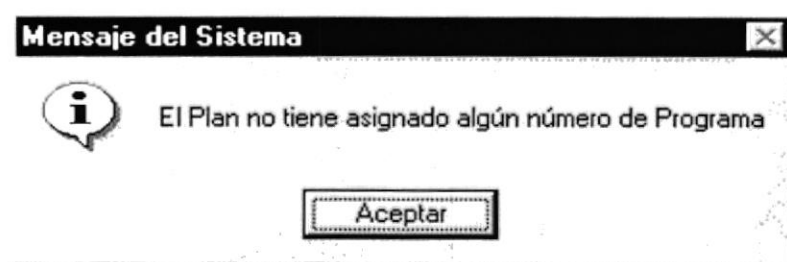 Mensaje del Sistema
El Plan no tiene asignado algún número de Programa
Aceptar